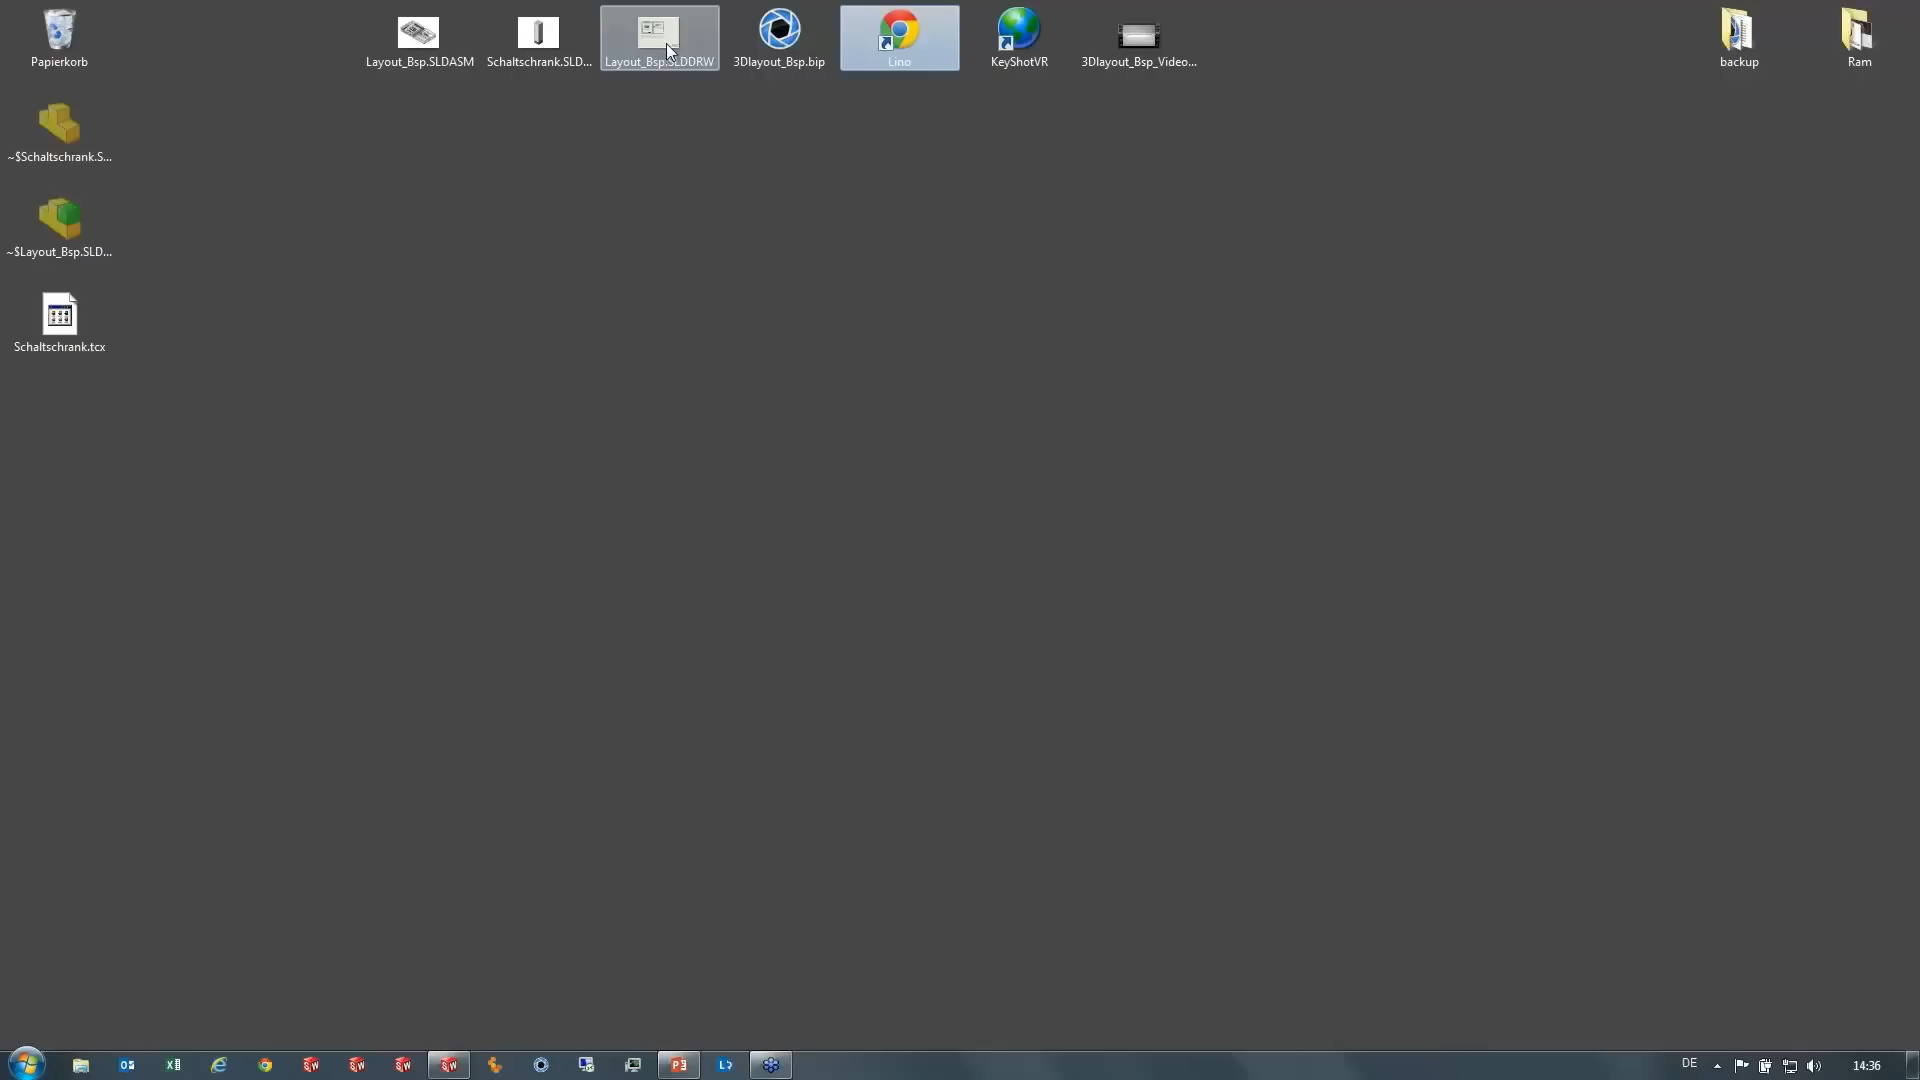 Papierkorb
Layout_Bsp.SLDASM
Schaltschrank.SLD...
Layout_Bsp.SLDDRW
3Dlayout_Bsp.bip
Lino
KeyShotVR
3Dlayout_Bsp_Video...
backup
Ram
~$Schaltschrank.S...
~$Layout_Bsp.SLD...
Schaltschrank.tcx
DE
14:36